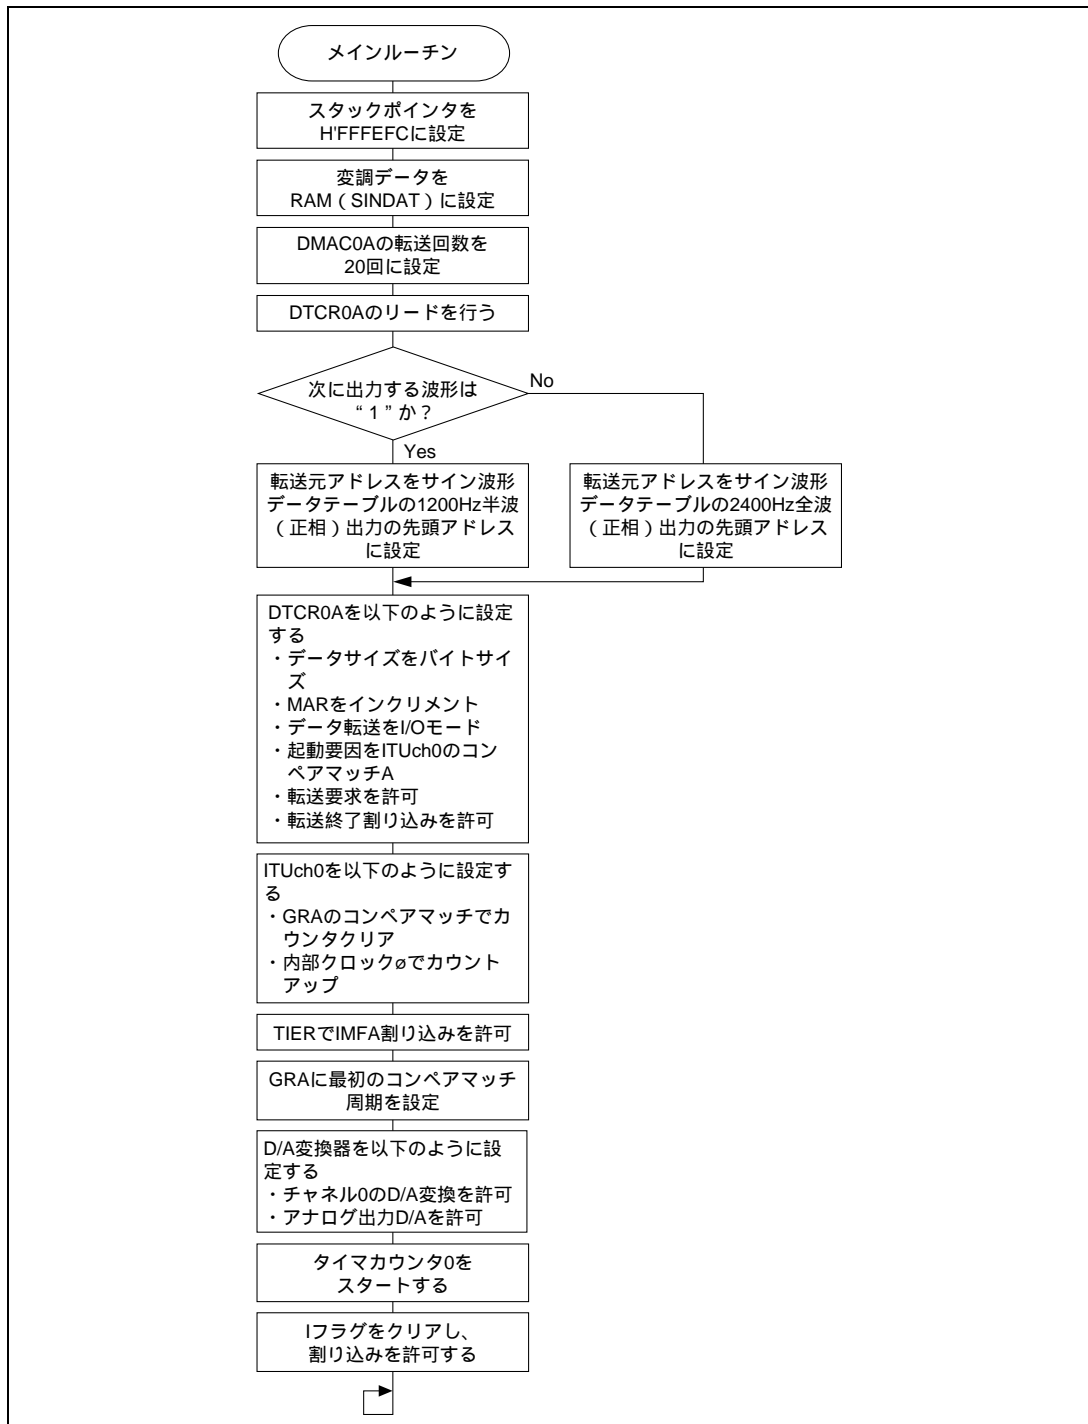 メインルーチン
スタックポインタを
H'FFFEFCに設定
変調データを
RAM（SINDAT）に設定
DMAC0Aの転送回数を
20回に設定
DTCR0Aのリードを行う
次に出力する波形は
“1”か？
No
Yes
転送元アドレスをサイン波形
データテーブルの1200Hz半波
（正相）出力の先頭アドレス
に設定
転送元アドレスをサイン波形
データテーブルの2400Hz全波
（正相）出力の先頭アドレス
に設定
DTCR0Aを以下のように設定
する
・データサイズをバイトサイ
ズ
・MARをインクリメント
・データ転送をI/Oモード
・起動要因をITUch0のコン
ペアマッチA
・転送要求を許可
・転送終了割り込みを許可
ITUch0を以下のように設定す
る
・GRAのコンペアマッチでカ
ウンタクリア
・内部クロックøでカウント
アップ
TIERでIMFA割り込みを許可
GRAに最初のコンペアマッチ
周期を設定
D/A変換器を以下のように設
定する
・チャネル0のD/A変換を許可
・アナログ出力D/Aを許可
タイマカウンタ0を
スタートする
Iフラグをクリアし、
割り込みを許可する